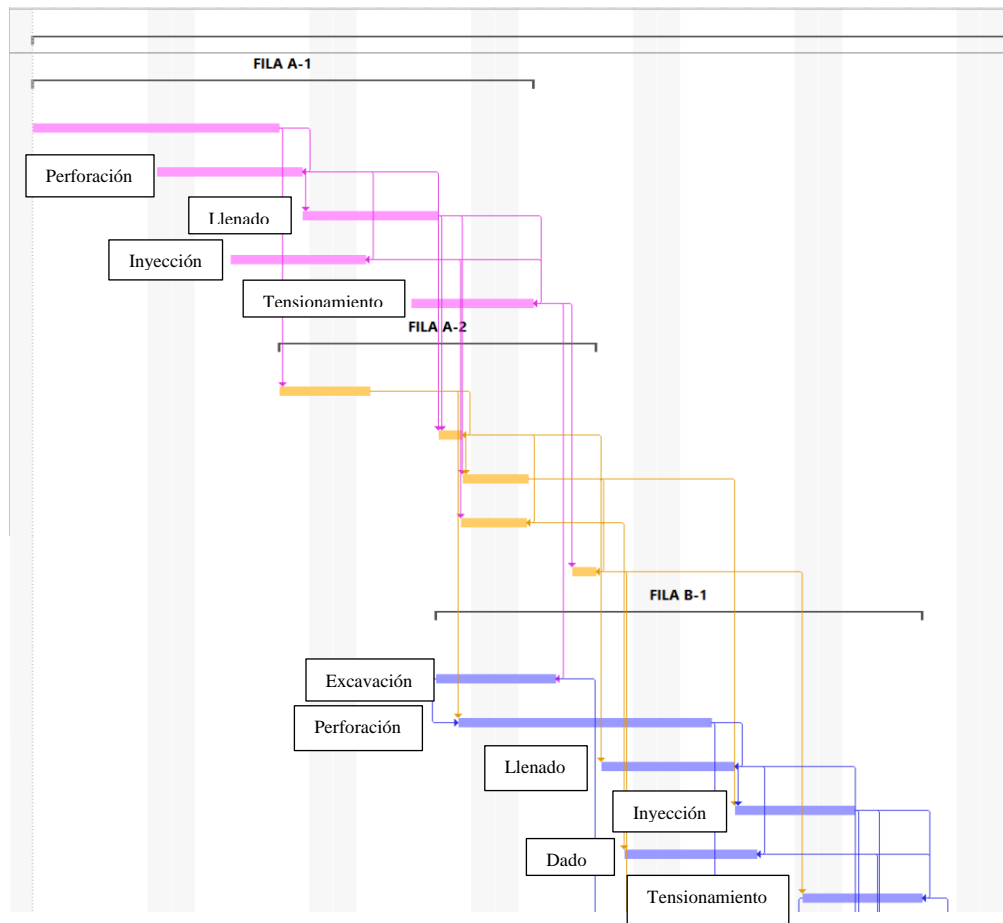 FILA A-1
Perforación
Llenado
Inyección
Tensionamiento
FILA A-2
FILA B-1
Excavación
Perforación
Llenado
Inyección
Dado
Tensionamiento